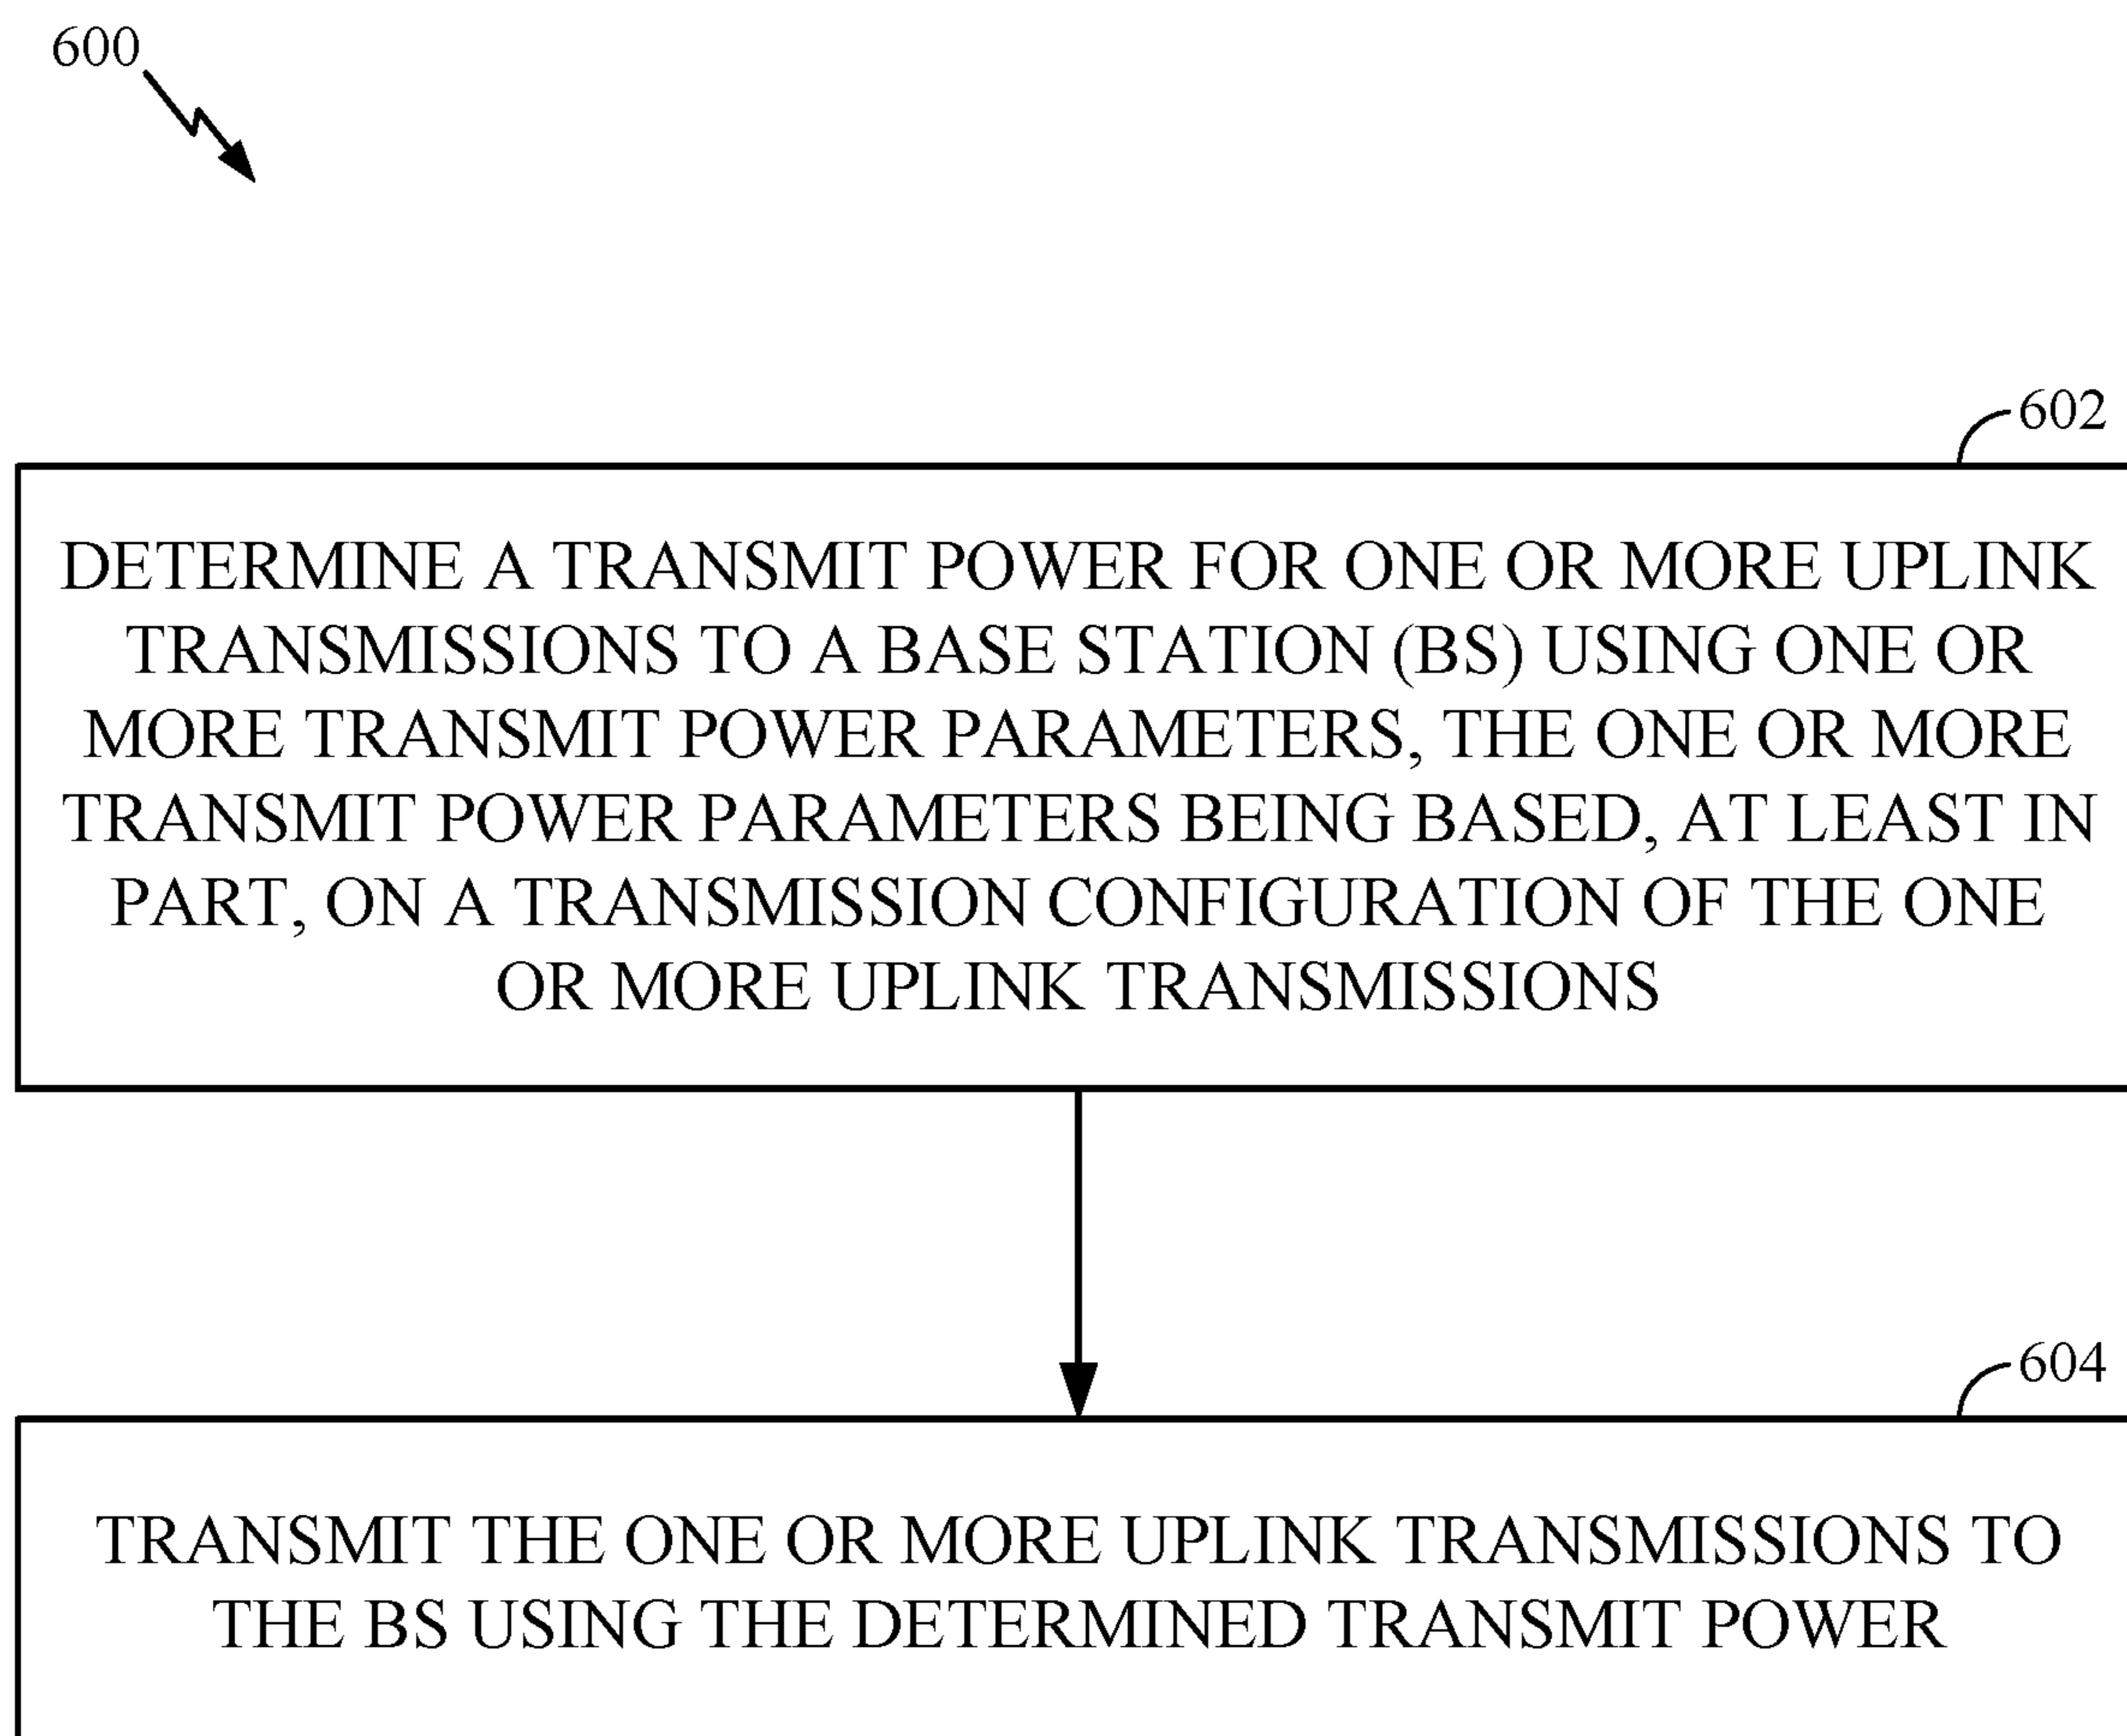 600
602
DETERMINE A TRANSMIT POWER FOR ONE OR MORE UPLINK
TRANSMISSIONS TO A BASE STATION (BS) USING ONE OR
MORE TRANSMIT POWER PARAMETERS, THE ONE OR MORE
TRANSMIT POWER PARAMETERS BEING BASED, AT LEAST IN
PART, ON A TRANSMISSION CONFIGURATION OF THE ONE
OR MORE UPLINK TRANSMISSIONS
604
TRANSMIT THE ONE OR MORE UPLINK TRANSMISSIONS TO
THE BS USING THE DETERMINED TRANSMIT POWER